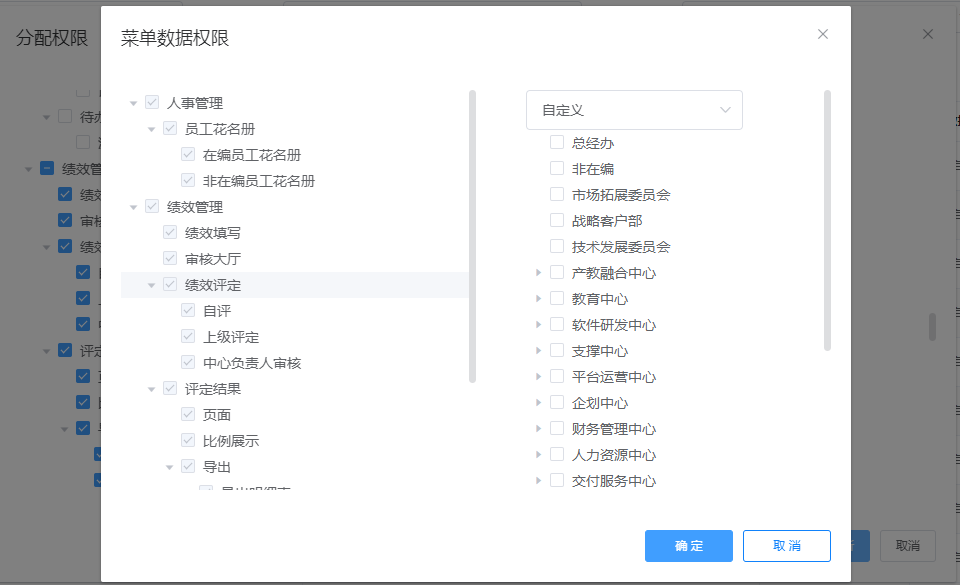 分配权限
待办
绩效管
绩效
审核
绩效
评定
取消
菜单数据权限
人事管理
员工花名册
在编员工花名册
非在编员工花名册
绩效管理
绩效填写
审核大厅
绩效评定
自评
上级评定
中心负责人审核
评定结果
页面
比例展示
导出
自定义
总经办
非在编
市场拓展委员会
战略客户部
技术发展委员会
产教融合中心
教育中心
软件研发中心
支撑中心
平台运营中心
企划中心
财务管理中心
人力资源中心
交付服务中心
确 定
取 消